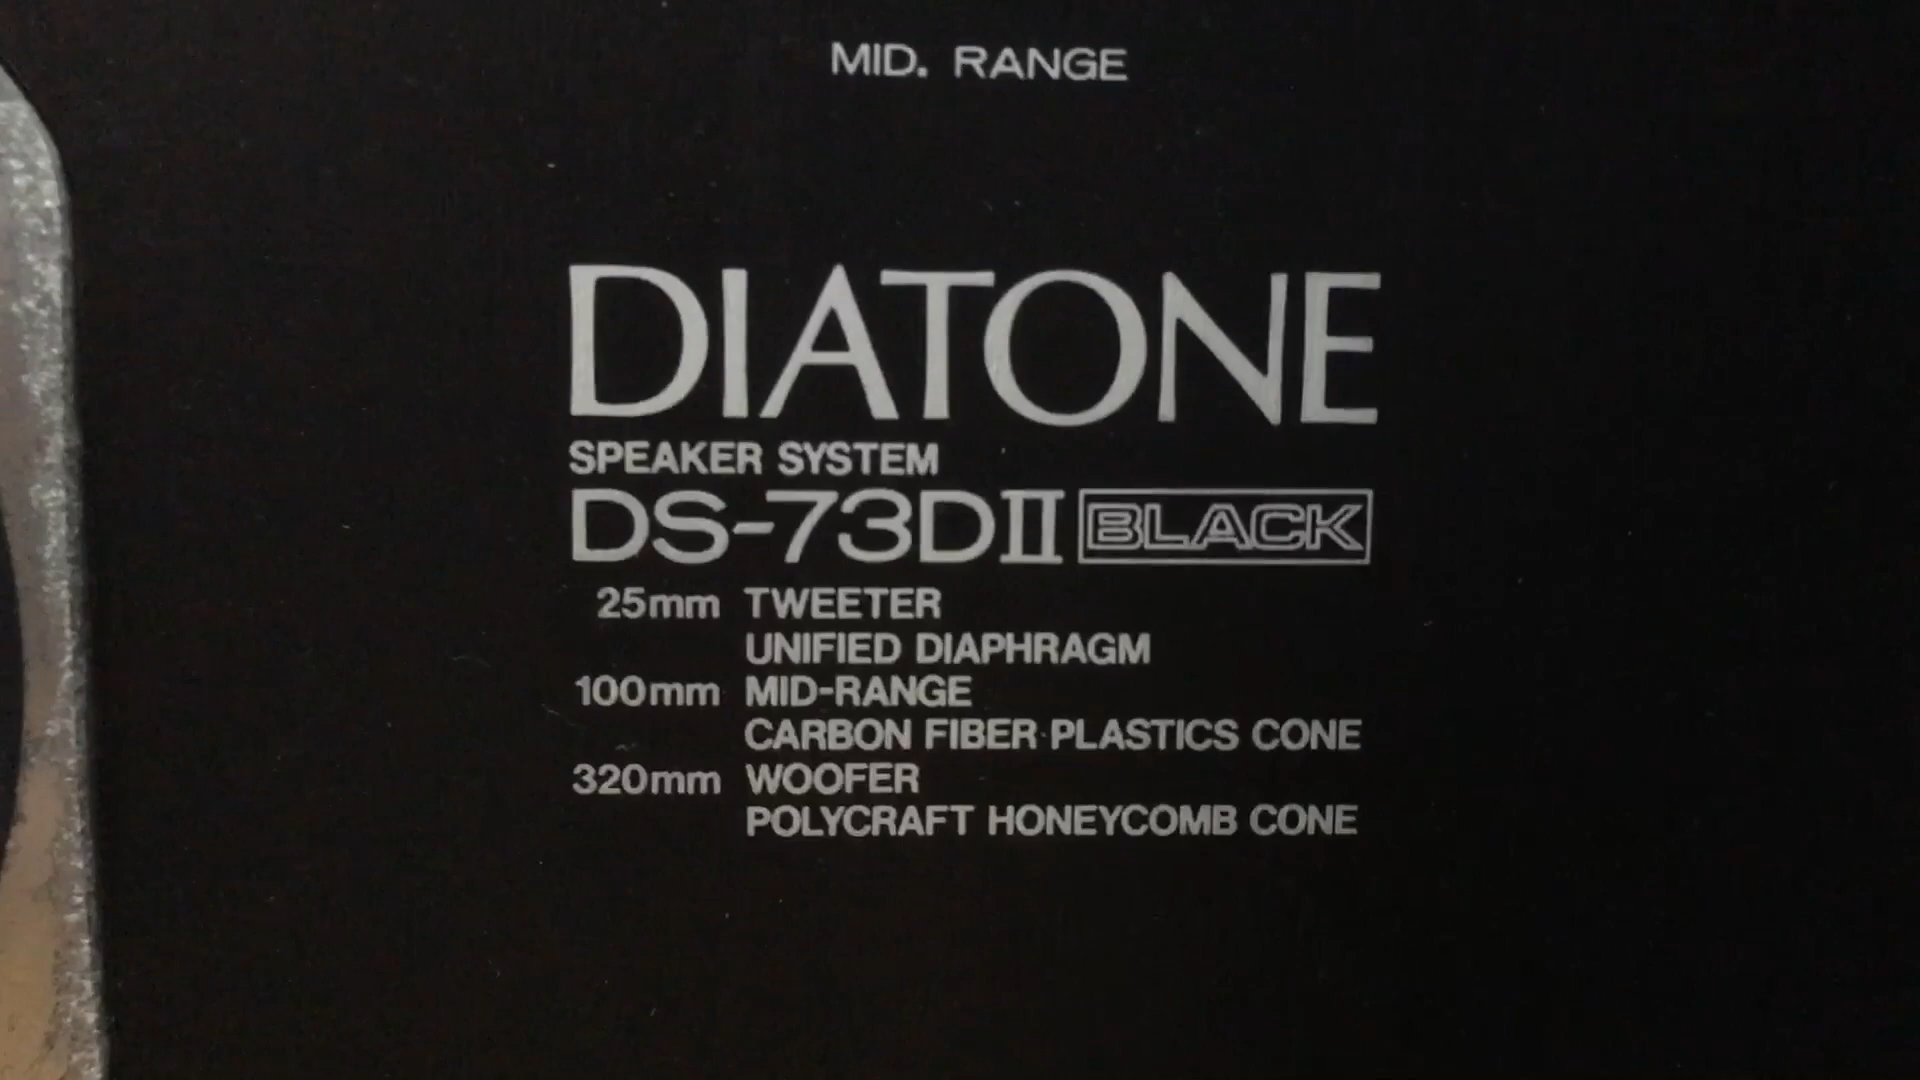 MID. RANGE
DIATONE
SPEAKER SYSTEM
DS-73DII BLACK
25mm TWEETER
UNIFIED DIAPHRAGM
100mm MID-RANGE
CARBON FIBER PLASTICS CONE
320mm WOOFER
POLYCRAFT HONEYCOMB CONE